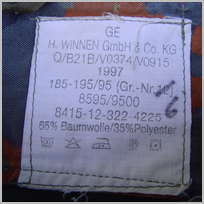 GE
H. WINNEN GmbH & Co. KG
Q/B21B/V0374/V0915
1997
185-195/95 (Gr.-Nr.
8595/9500
8415-12-322 4225
65% Baumwolle/35%Polyester